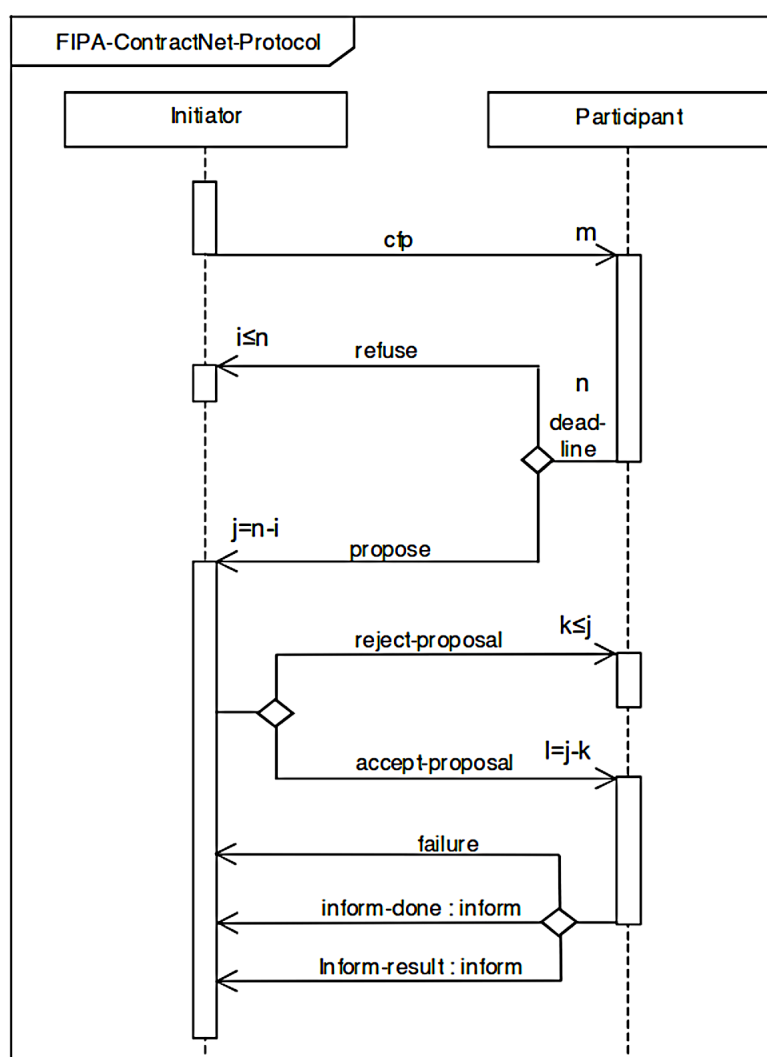 FIPA-ContractNet-Protocol
Initiator
Participant
cfp
m
i≤n
refuse
n
dead-
line
j=n-i
propose
reject-proposal
k≤j
accept-proposal
l=j-k
failure
inform-done : inform
Inform-result : inform